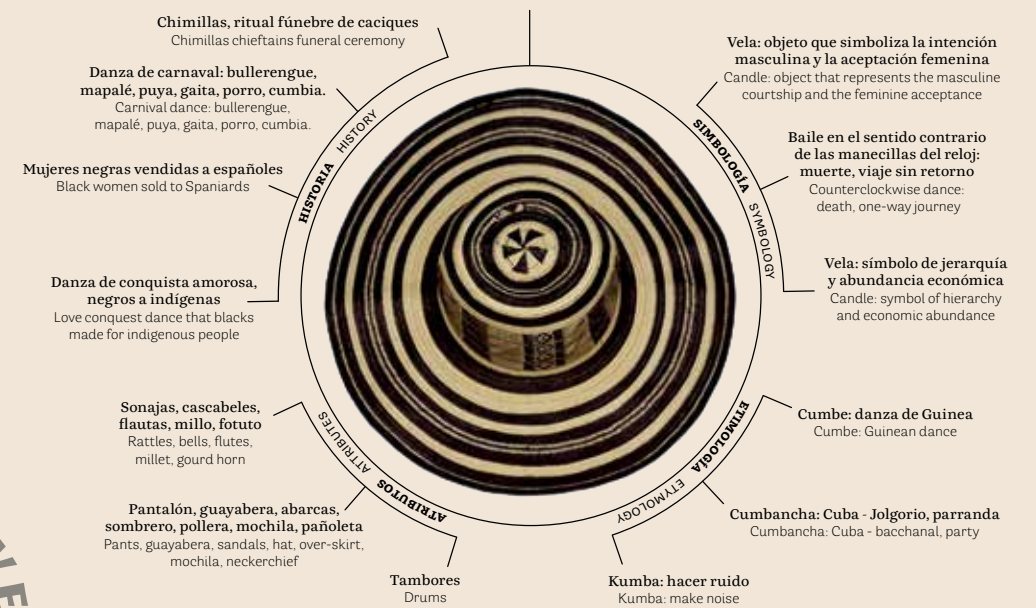 Chimillas, ritual fúnebre de caciques
Chimillas chieftains funeral ceremony
Danza de carnaval: bullerengue,
mapalé, puya, gaita, porro, cumbia.
Carnival dance: bullerengue,
mapalé, puya, gaita, porro, cumbia.
Mujeres negras vendidas a españoles
Black women sold to Spaniards
Danza de conquista amorosa,
negros a indígenas
Love conquest dance that blacks
made for indigenous people
HISTORIA HISTORY
Vela: objeto que simboliza la intención
masculina y la aceptación femenina
Candle: object that represents the masculine
courtship and the feminine acceptance
Baile en el sentido contrario
de las manecillas del reloj:
muerte, viaje sin retorno
Counterclockwise dance:
death, one-way journey
Vela: símbolo de jerarquía
y abundancia económica
Candle: symbol of hierarchy
and economic abundance
SIMBOLOGÍA SYMBOLOGY
Sonajas, cascabeles,
flautas, millo, fotuto
Rattles, bells, flutes,
millet, gourd horn
Pantalón, guayabera, abarcas,
sombrero, pollera, mochila, pañoleta
Pants, guayabera, sandals, hat, over-skirt,
mochila, neckerchief
Tambores
Drums
ATRIBUTOS ATTRIBUTES
Cumbe: danza de Guinea
Cumbe: Guinean dance
Cumbancha: Cuba - Jolgorio, parranda
Cumbancha: Cuba - bacchanal, party
Kumba: hacer ruido
Kumba: make noise
ETIMOLOGÍA ETYMOLOGY